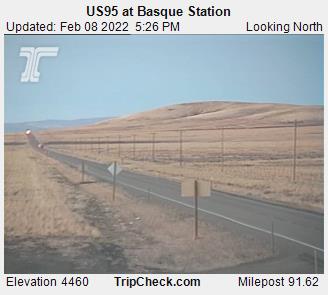 US95 at Basque Station
Updated: Feb 08 2022 5:26 PM Looking North
Elevation 4460 TripCheck.com Milepost 91.62